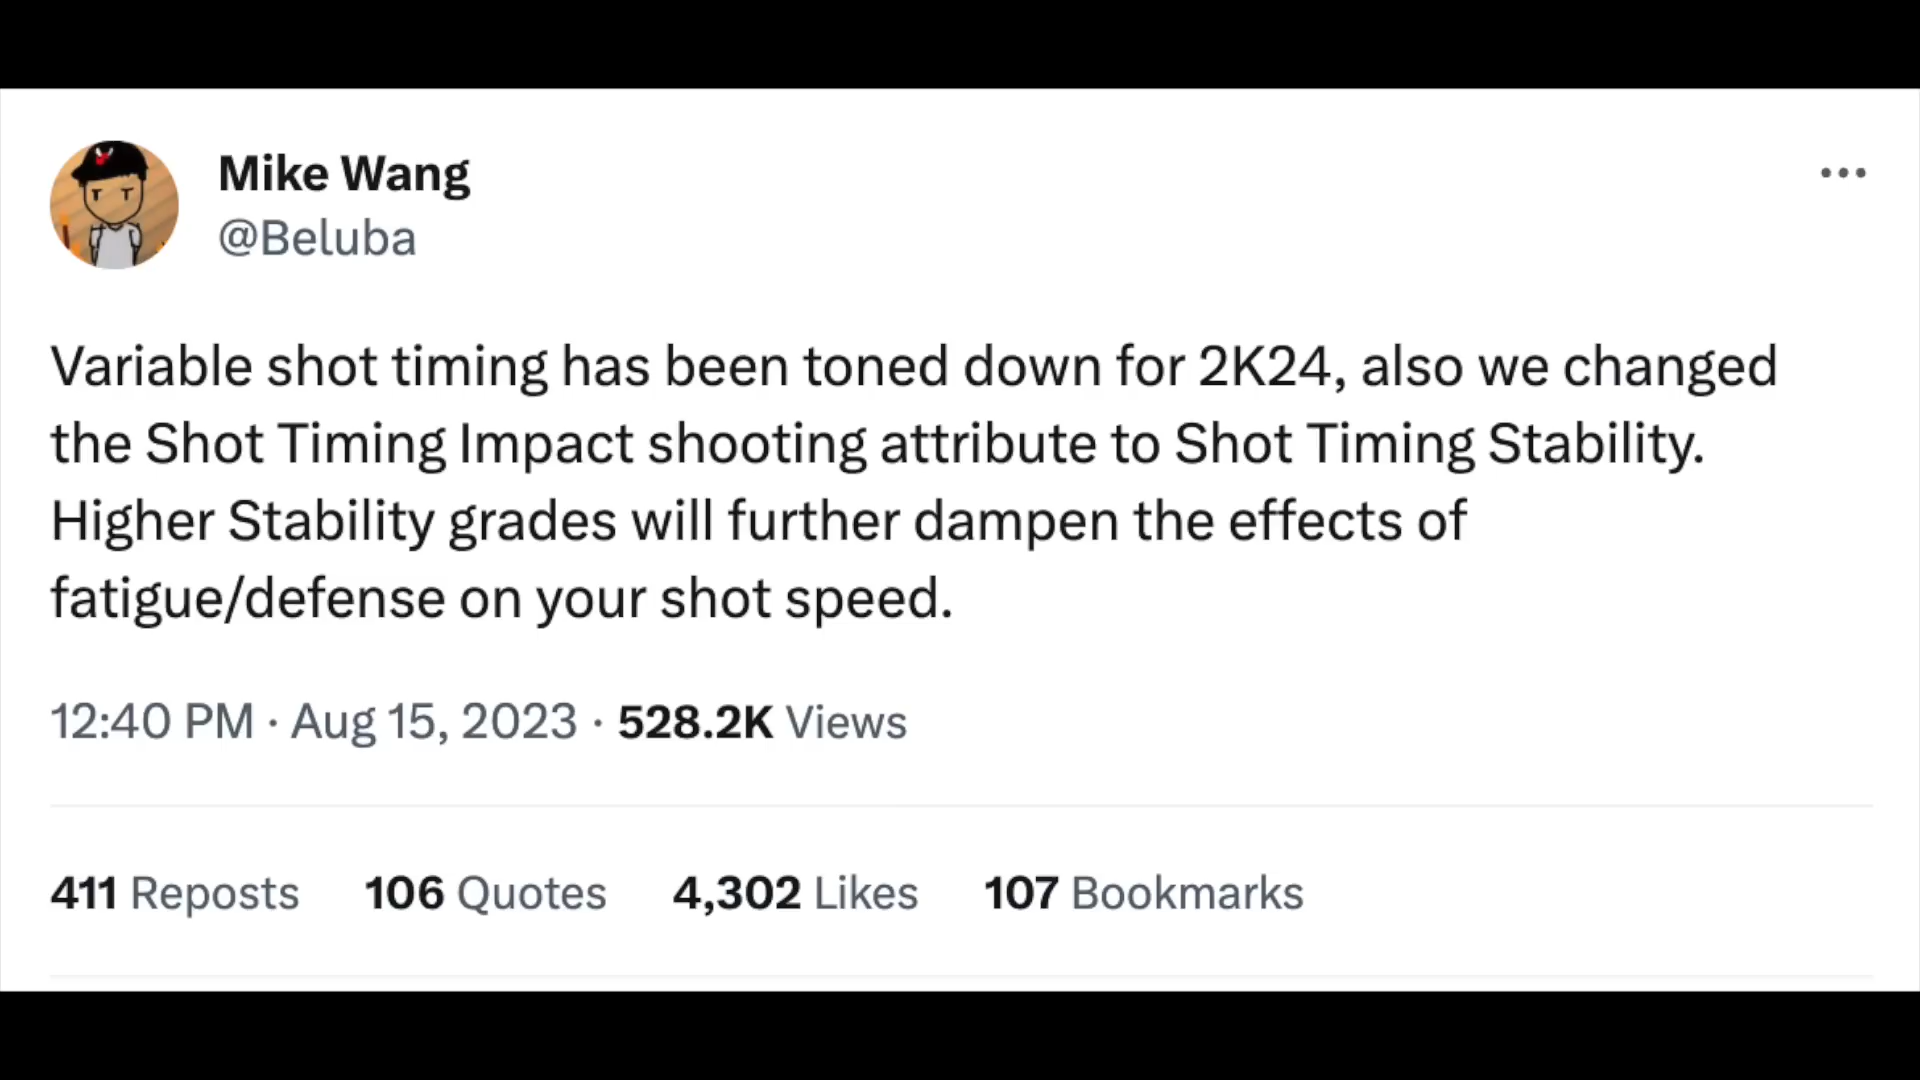 Mike Wang
@Beluba
Variable shot timing has been toned down for 2K24, also we changed
the Shot Timing Impact shooting attribute to Shot Timing Stability.
Higher Stability grades will further dampen the effects of
fatigue/defense on your shot speed.
12:40 PM · Aug 15, 2023 · 528.2K Views
411 Reposts 106 Quotes 4,302 Likes 107 Bookmarks